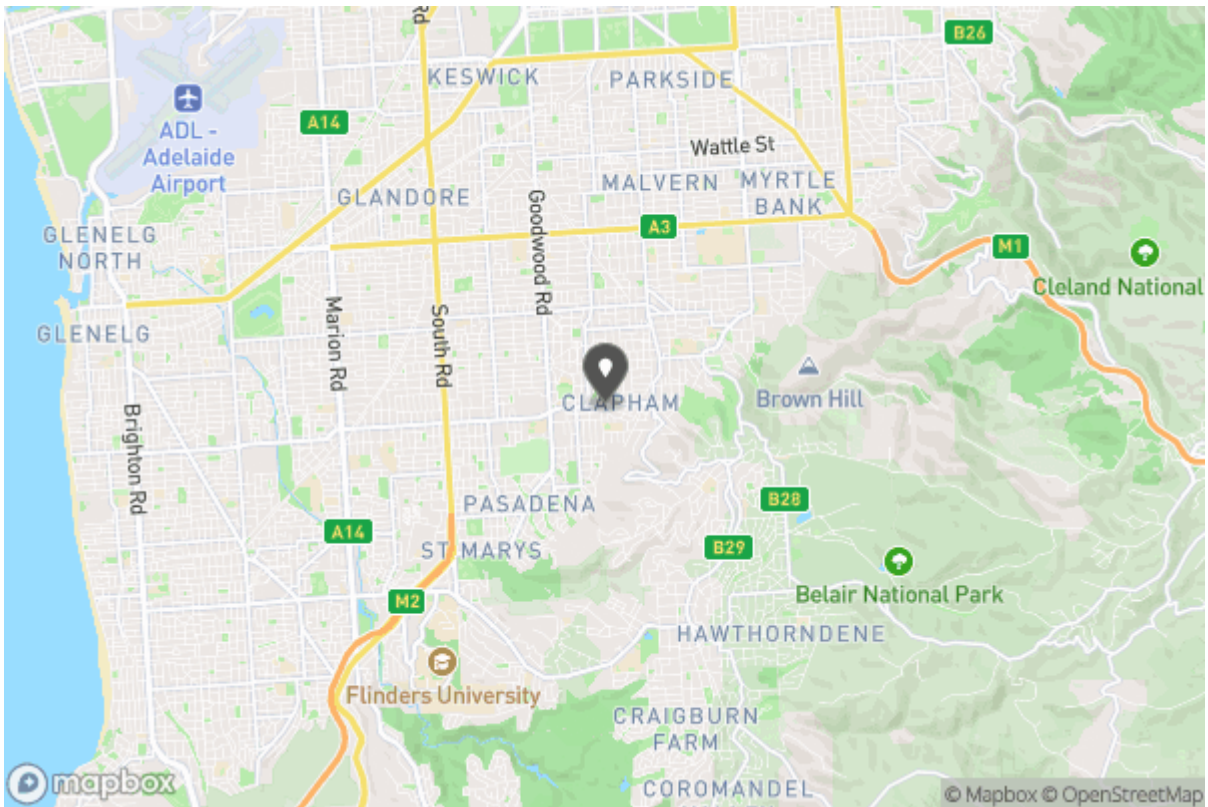 Rd
B26
KESWICK
PARKSIDE
A14
ADL -
Adelaide
Airport
Wattle St
MALVERN
MYRTLE
BANK
GLANDORE
Goodwood Rd
A3
GLENELG
NORTH
M1
Cleland National
GLENELG
Marion Rd
South Rd
CLAPHAM
Brown Hill
Brighton Rd
PASADENA
B28
A14
ST MARYS
B29
M2
Belair National Park
HAWTHORNDENE
Flinders University
CRAIGBURN
FARM
COROMANDEL
mapbox
© Mapbox © OpenStreetMap